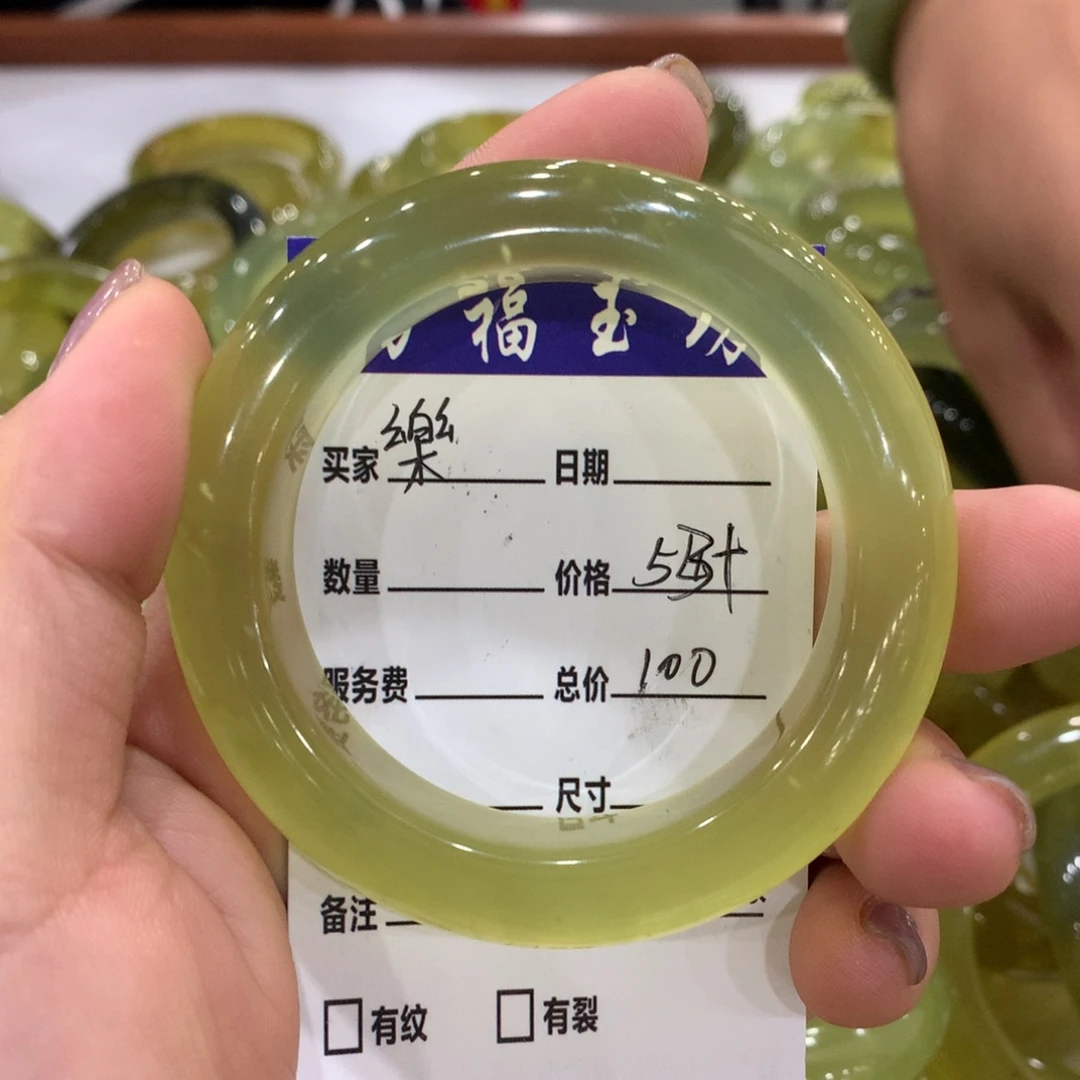 福玉
买家 樂 日期
数量 价格
服务费 总价 100
尺寸
备注
有纹 有裂